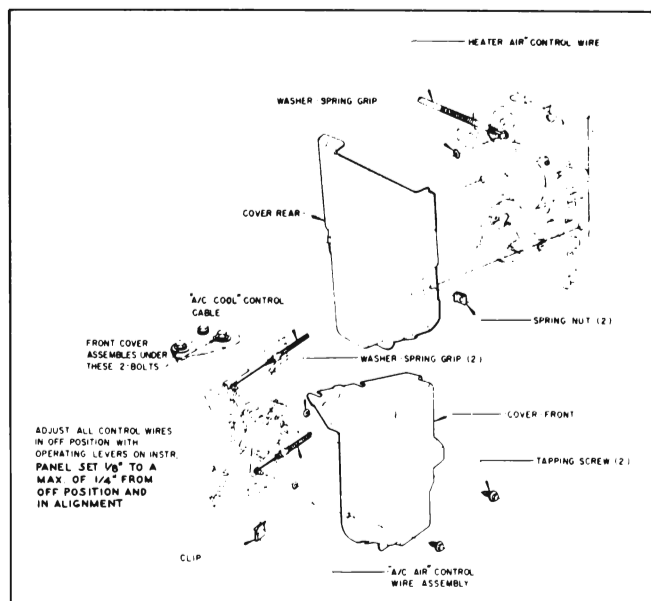 HEATER AIR" CONTROL WIRE
WASHER SPRING GRIP
COVER REAR
"A/C COOL" CONTROL
CABLE
SPRING NUT (2)
FRONT COVER
ASSEMBLES UNDER
THESE 2-BOLTS
WASHER-SPRING GRIP (2)
COVER-FRONT
ADJUST ALL CONTROL WIRES
IN OFF POSITION WITH
OPERATING LEVERS ON INSTR.
PANEL SET 1/8" TO A
MAX. OF 1/4" FROM
OFF POSITION AND
IN ALIGNMENT
TAPPING SCREW (2)
CLIP
"A/C AIR" CONTROL
WIRE ASSEMBLY